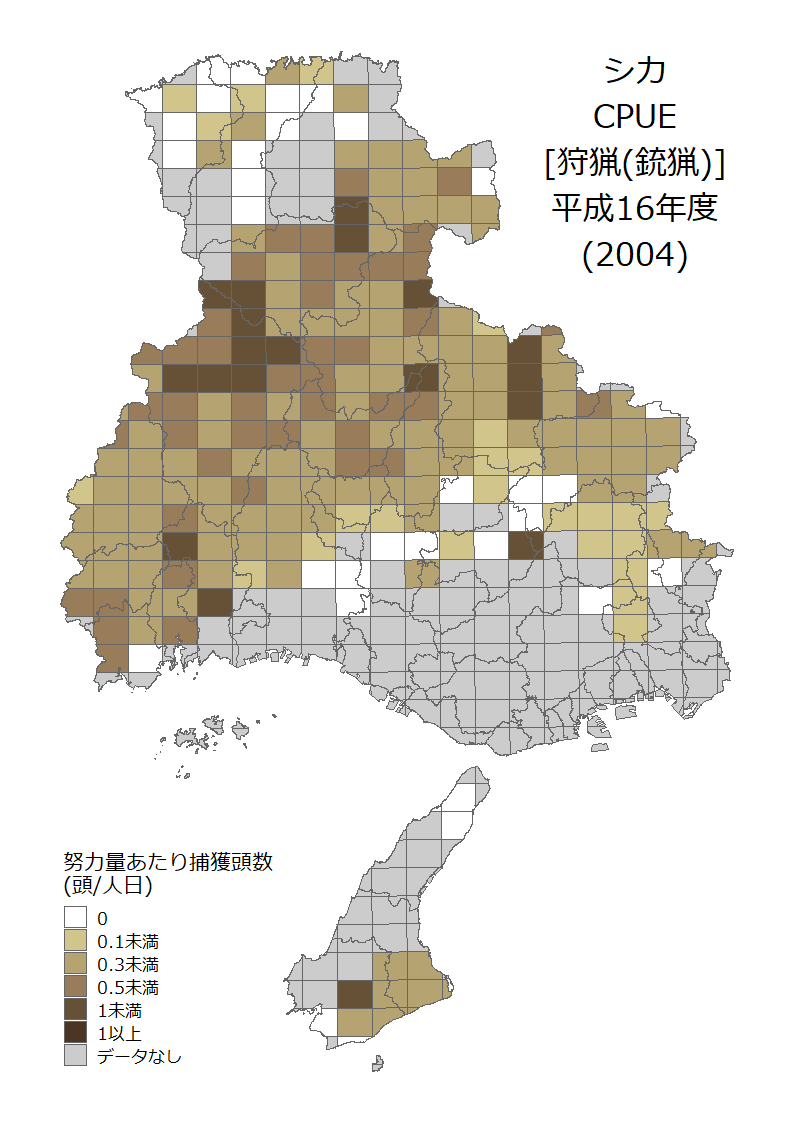 シカ
CPUE
[狩猟(銃猟)]
平成16年度
(2004)
努力量あたり捕獲頭数
(頭/人日)
0
0.1未満
0.3未満
0.5未満
1未満
1以上
データなし